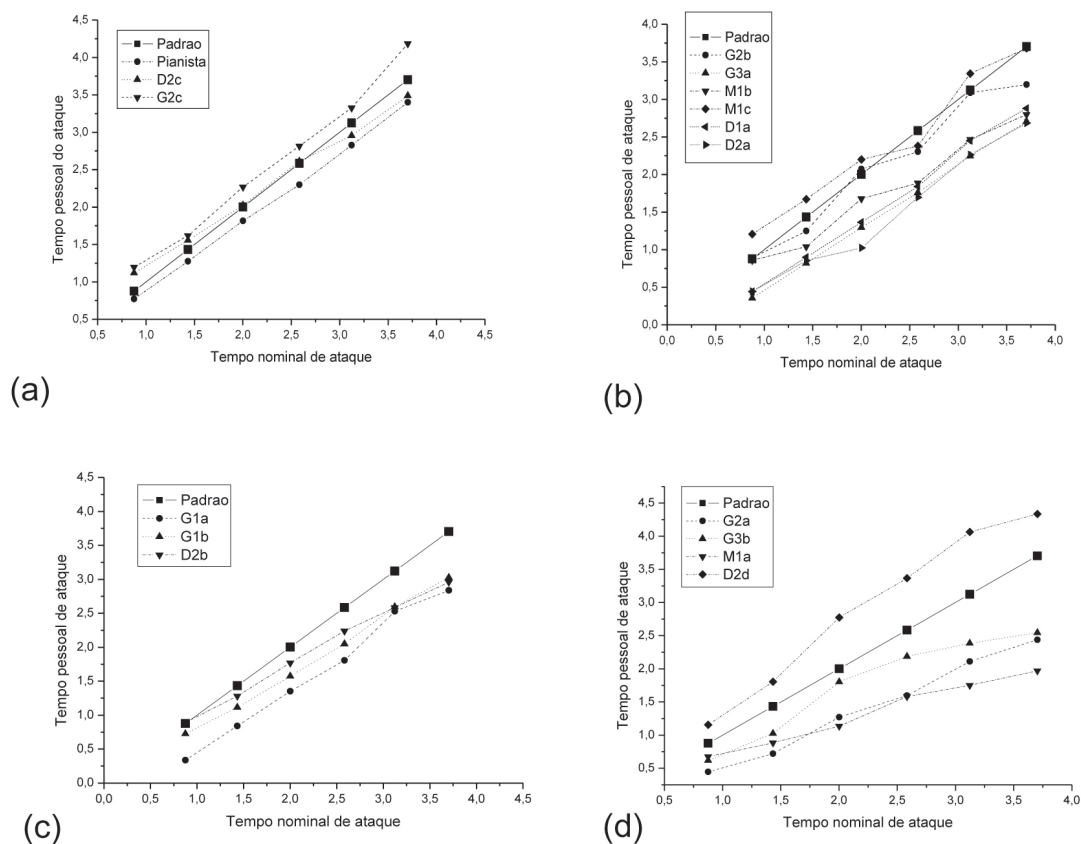 4,5
4,0
3,5
3,0
2,5
2,0
1,5
1,0
0,5
Tempo pessoal do ataque
Padrao
Pianista
D2c
G2c
0,5 1,0 1,5 2,0 2,5 3,0 3,5 4,0 4,5
Tempo nominal de ataque
(a)
4,0
3,5
3,0
2,5
2,0
1,5
1,0
0,5
0,0
Tempo pessoal de ataque
Padrao
G2b
G3a
M1b
M1c
D1a
D2a
0,0 0,5 1,0 1,5 2,0 2,5 3,0 3,5 4,0
Tempo nominal de ataque
(b)
4,5
4,0
3,5
3,0
2,5
2,0
1,5
1,0
0,5
0,0
Tempo pessoal de ataque
Padrao
G1a
G1b
D2b
0,0 0,5 1,0 1,5 2,0 2,5 3,0 3,5 4,0 4,5
Tempo nominal de ataque
(c)
4,5
4,0
3,5
3,0
2,5
2,0
1,5
1,0
0,5
Tempo pessoal de ataque
Padrao
G2a
G3b
M1a
D2d
0,5 1,0 1,5 2,0 2,5 3,0 3,5 4,0
Tempo nominal de ataque
(d)